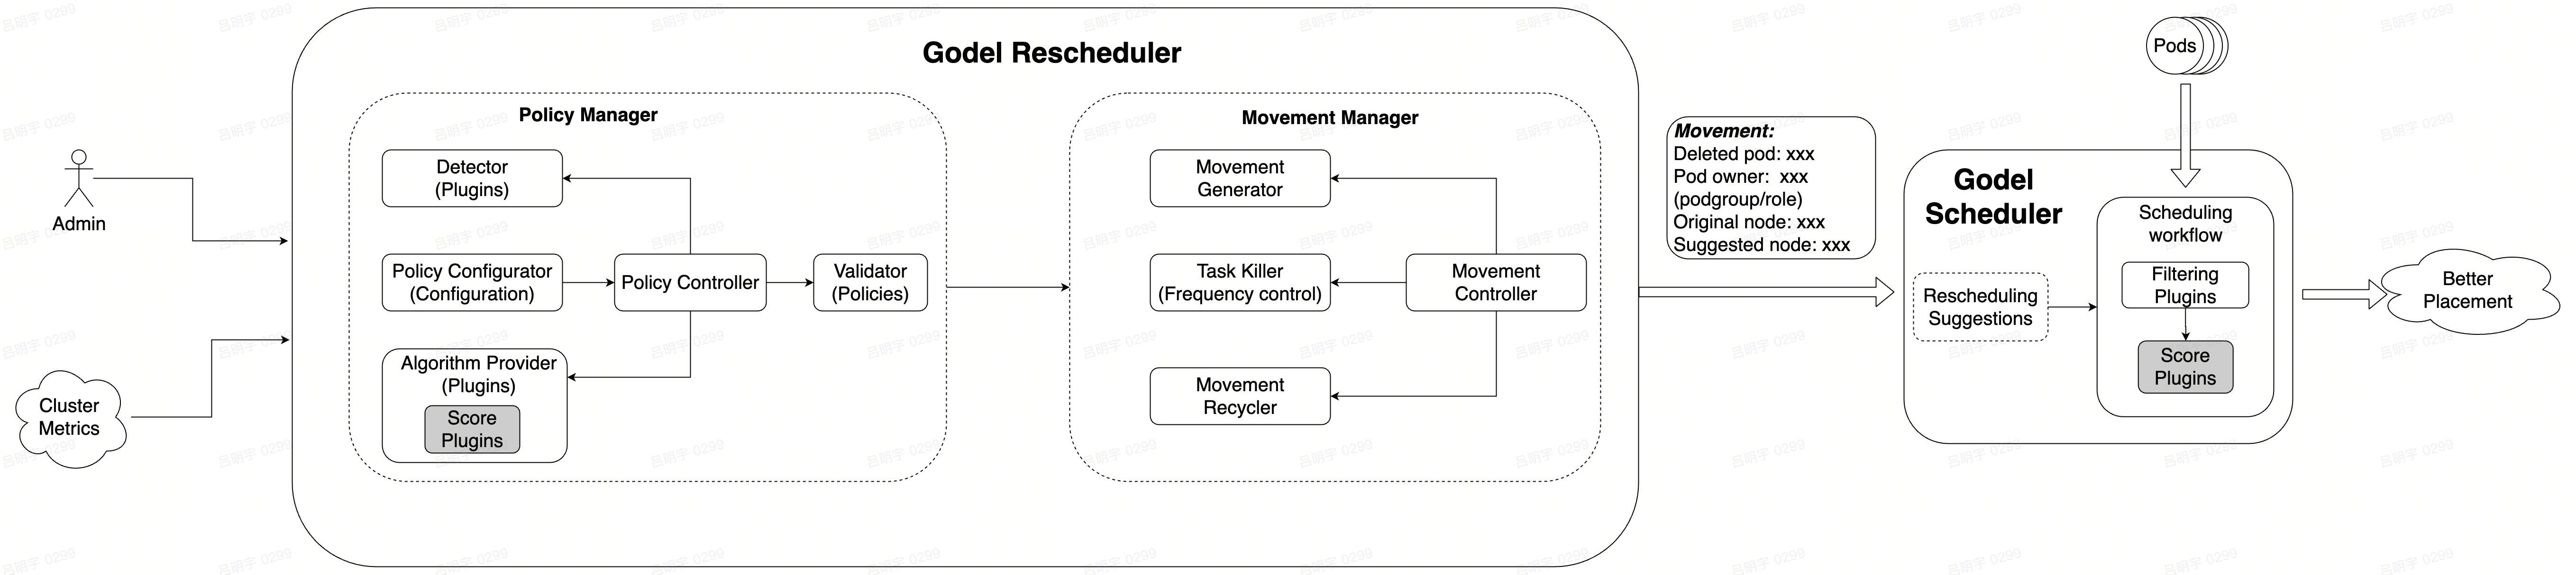 Godel Rescheduler
Policy Manager
Detector
(Plugins)
Policy Configurator
(Configuration)
Policy Controller
Validator
(Policies)
Algorithm Provider
(Plugins)
Score
Plugins
Movement Manager
Movement
Generator
Task Killer
(Frequency control)
Movement
Controller
Movement
Recycler
Admin
Cluster
Metrics
Movement:
Deleted pod: xxx
Pod owner: xxx
(podgroup/role)
Original node: xxx
Suggested node: xxx
Pods
Godel
Scheduler
Scheduling
workflow
Filtering
Plugins
Score
Plugins
Rescheduling
Suggestions
Better
Placement
吕明字 0299